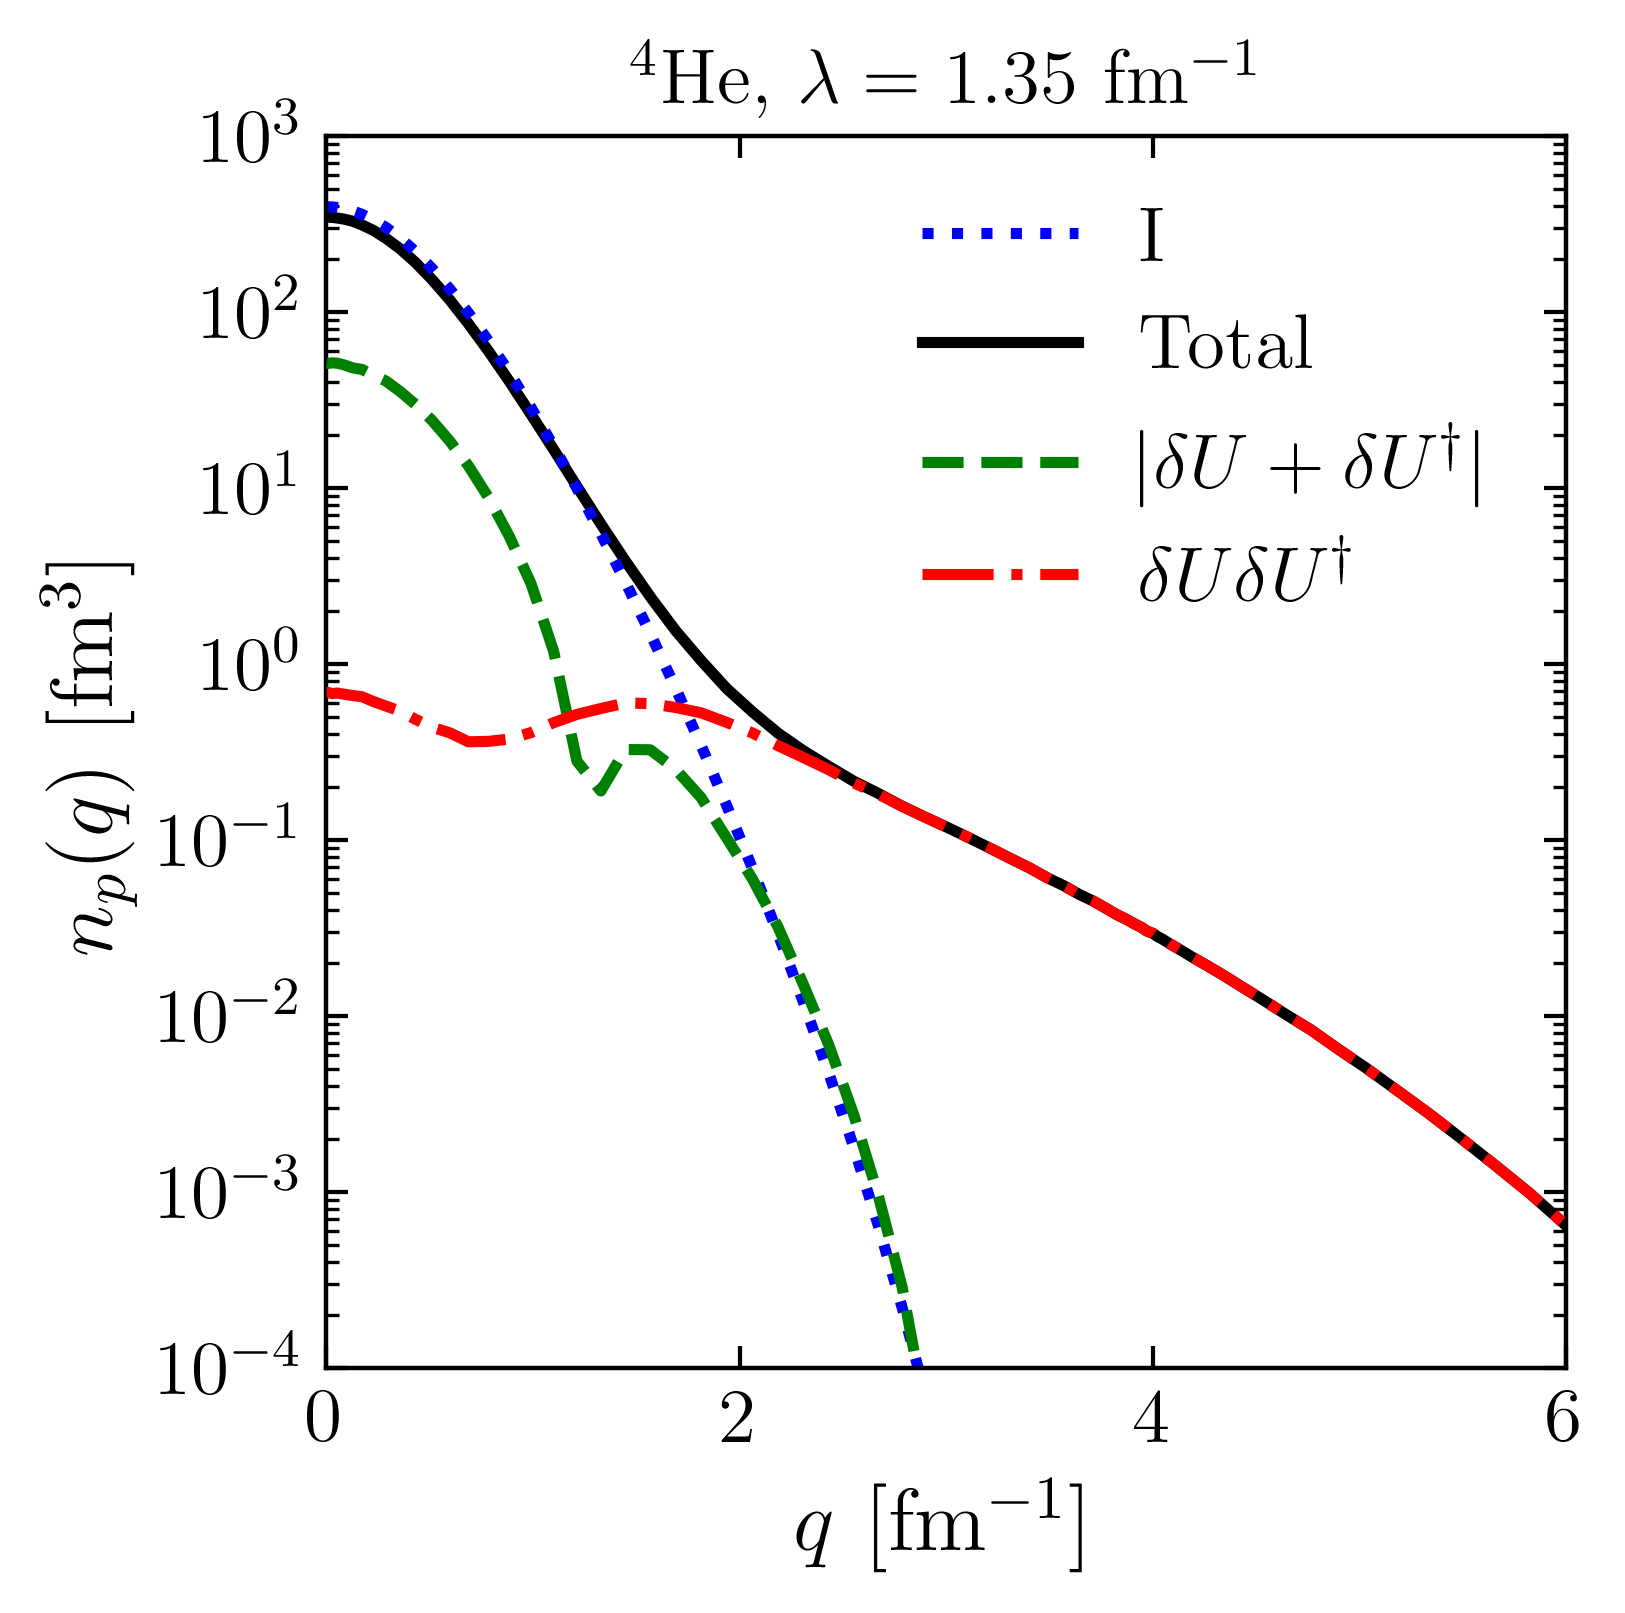 ⁴He, λ = 1.35 fm⁻¹
10³
10²
10¹
10⁰
10⁻¹
10⁻²
10⁻³
10⁻⁴
n_p(q) [fm³]
I
Total
|δU + δU†|
δUδU†
0 2 4 6
q [fm⁻¹]